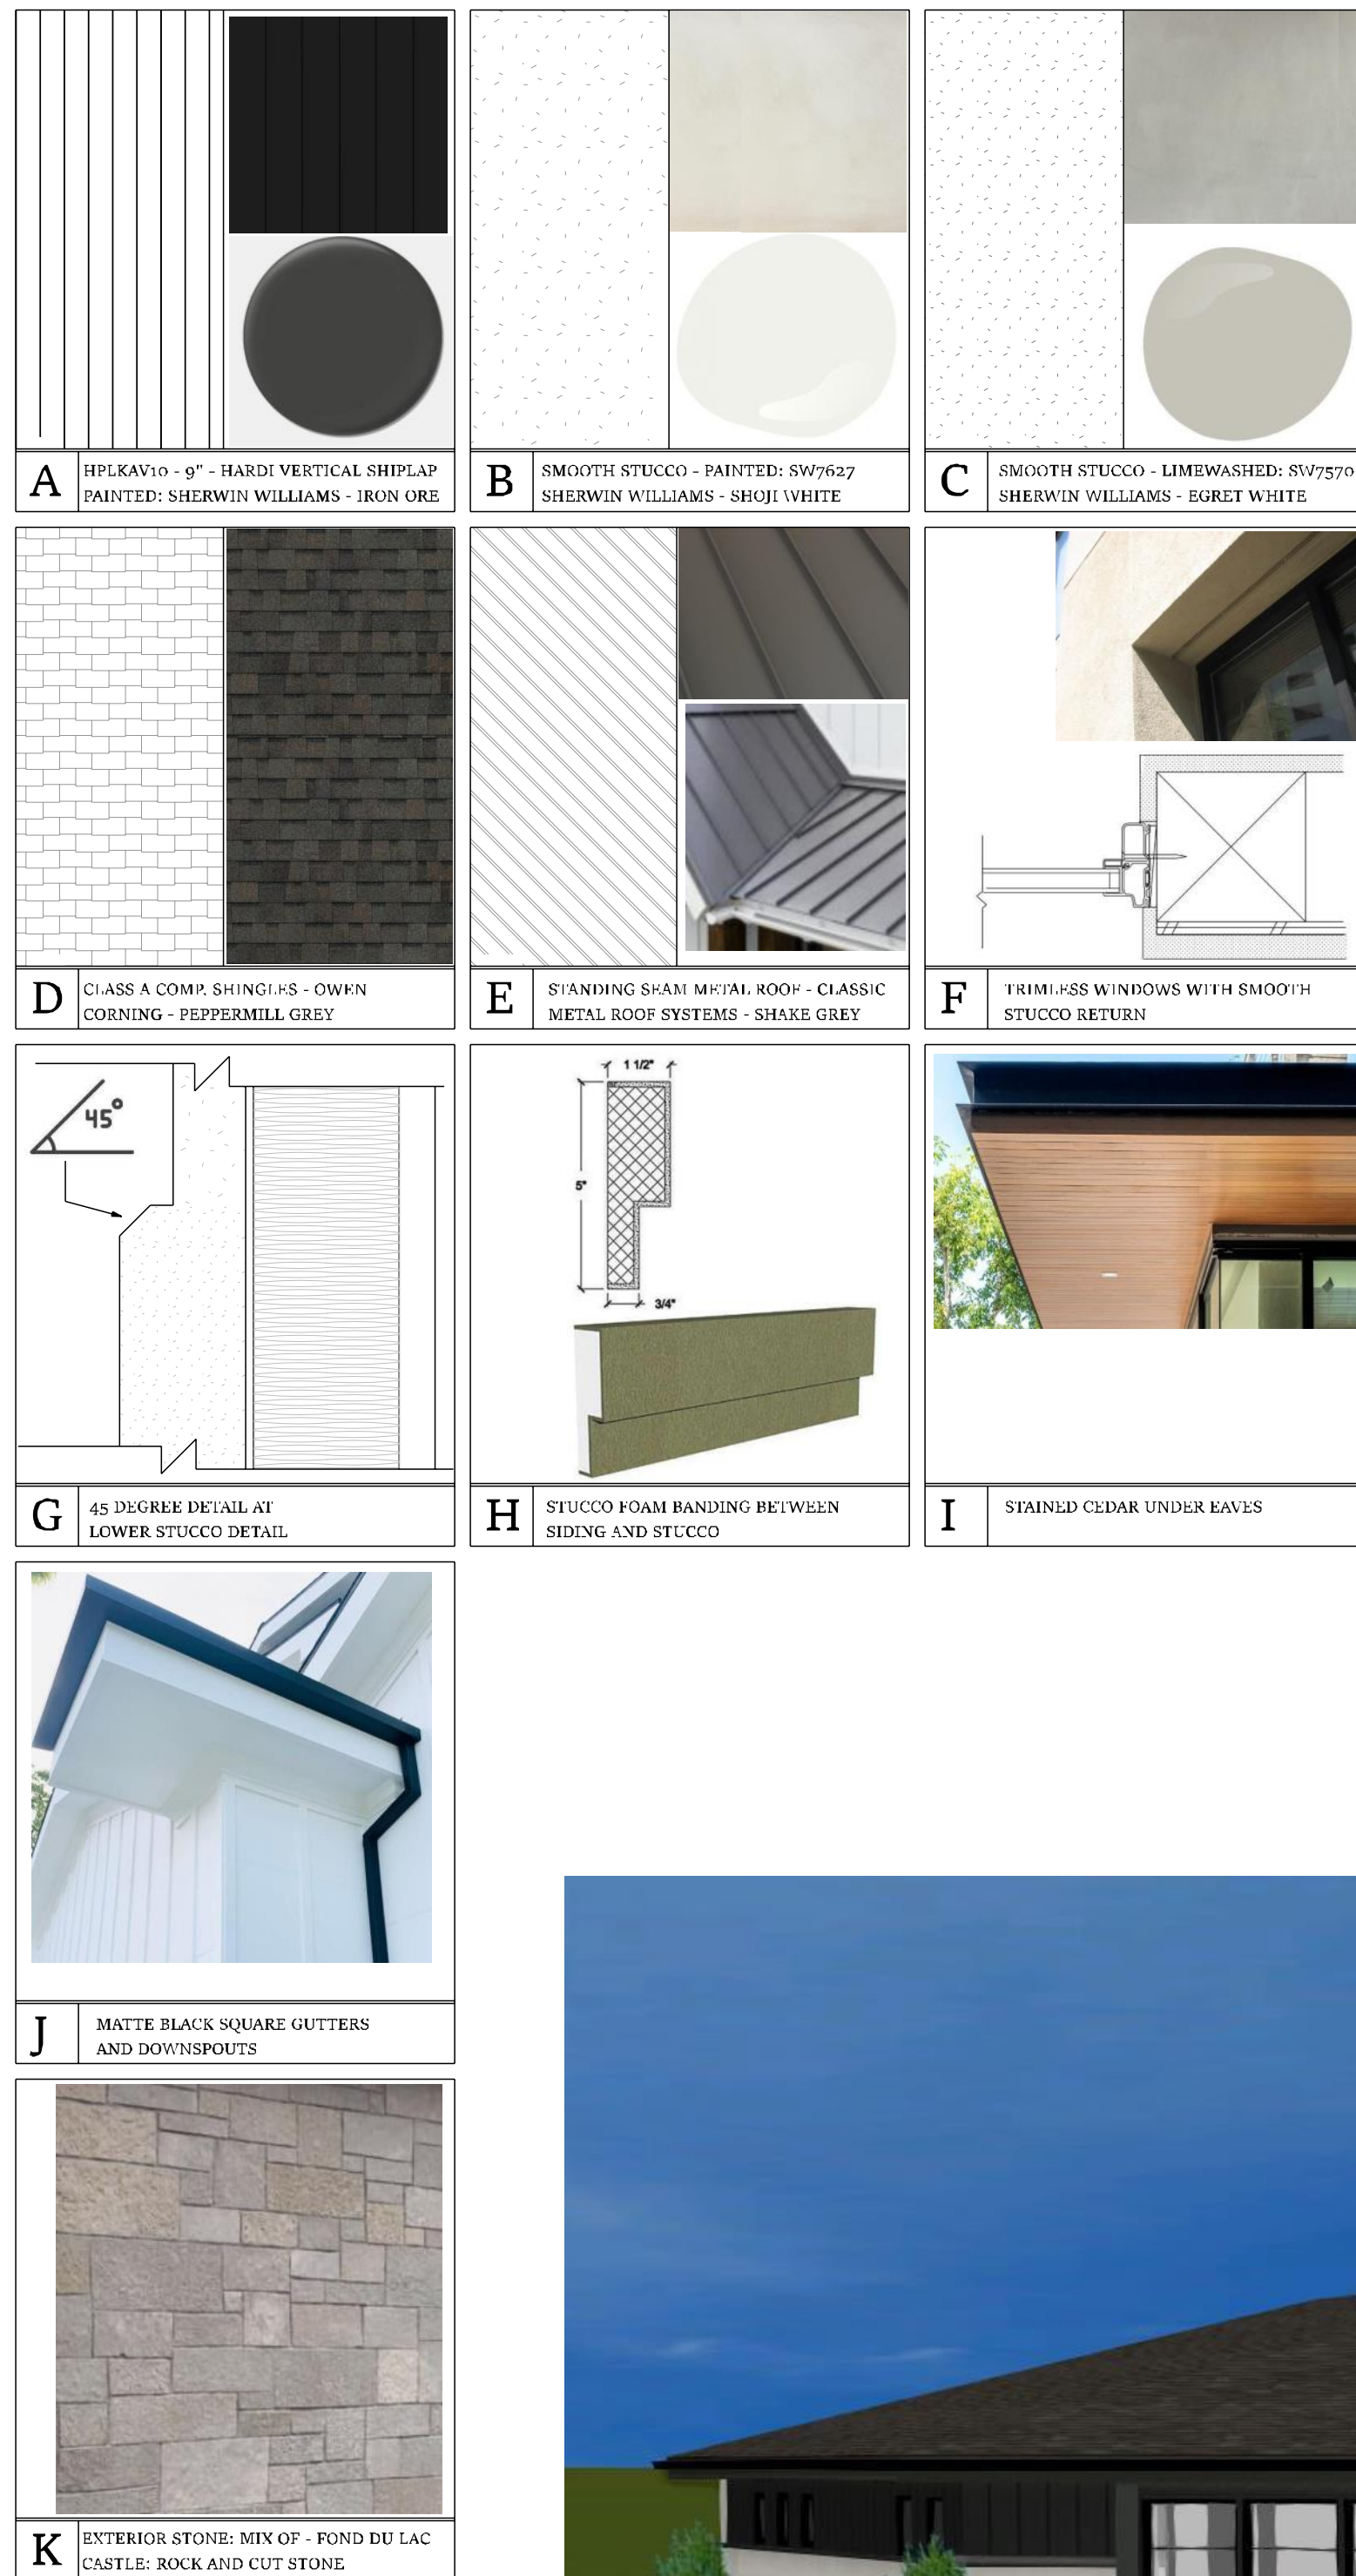 A
HPLKAV10 - 9" - HARDI VERTICAL SHIPLAP
PAINTED: SHERWIN WILLIAMS - IRON ORE
B
SMOOTH STUCCO - PAINTED: SW7627
SHERWIN WILLIAMS - SHOJI WHITE
C
SMOOTH STUCCO - LIMEWASHED: SW7570
SHERWIN WILLIAMS - EGRET WHITE
D
CLASS A COMP. SHINGLES - OWEN
CORNING - PEPPERMILL GREY
E
STANDING SEAM METAL ROOF - CLASSIC
METAL ROOF SYSTEMS - SHAKE GREY
F
TRIMLESS WINDOWS WITH SMOOTH
STUCCO RETURN
45°
G
45 DEGREE DETAIL AT
LOWER STUCCO DETAIL
1 1/2"
5"
3/4"
H
STUCCO FOAM BANDING BETWEEN
SIDING AND STUCCO
I
STAINED CEDAR UNDER EAVES
J
MATTE BLACK SQUARE GUTTERS
AND DOWNSPOUTS
K
EXTERIOR STONE: MIX OF - FOND DU LAC
CASTLE: ROCK AND CUT STONE